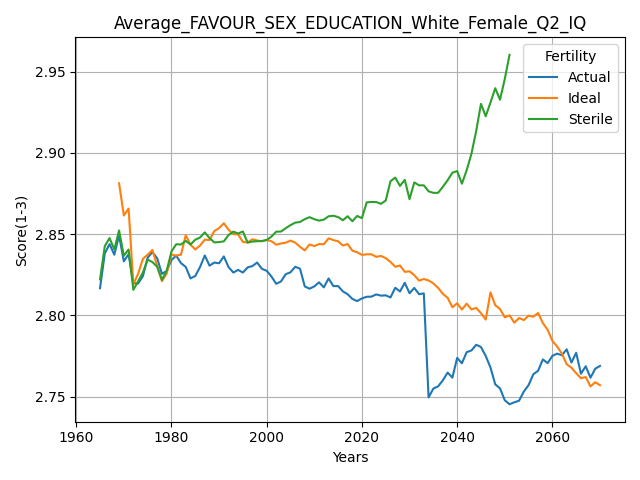 Average_FAVOUR_SEX_EDUCATION_White_Female_Q2_IQ
Score(1-3)
2.95
2.90
2.85
2.80
2.75
Fertility
Actual
Ideal
Sterile
1960 1980 2000 2020 2040 2060
Years